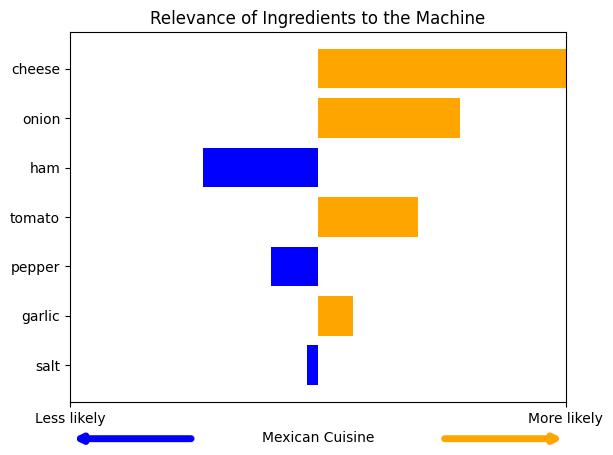 Relevance of Ingredients to the Machine
cheese
onion
ham
tomato
pepper
garlic
salt
Less likely
More likely
Mexican Cuisine